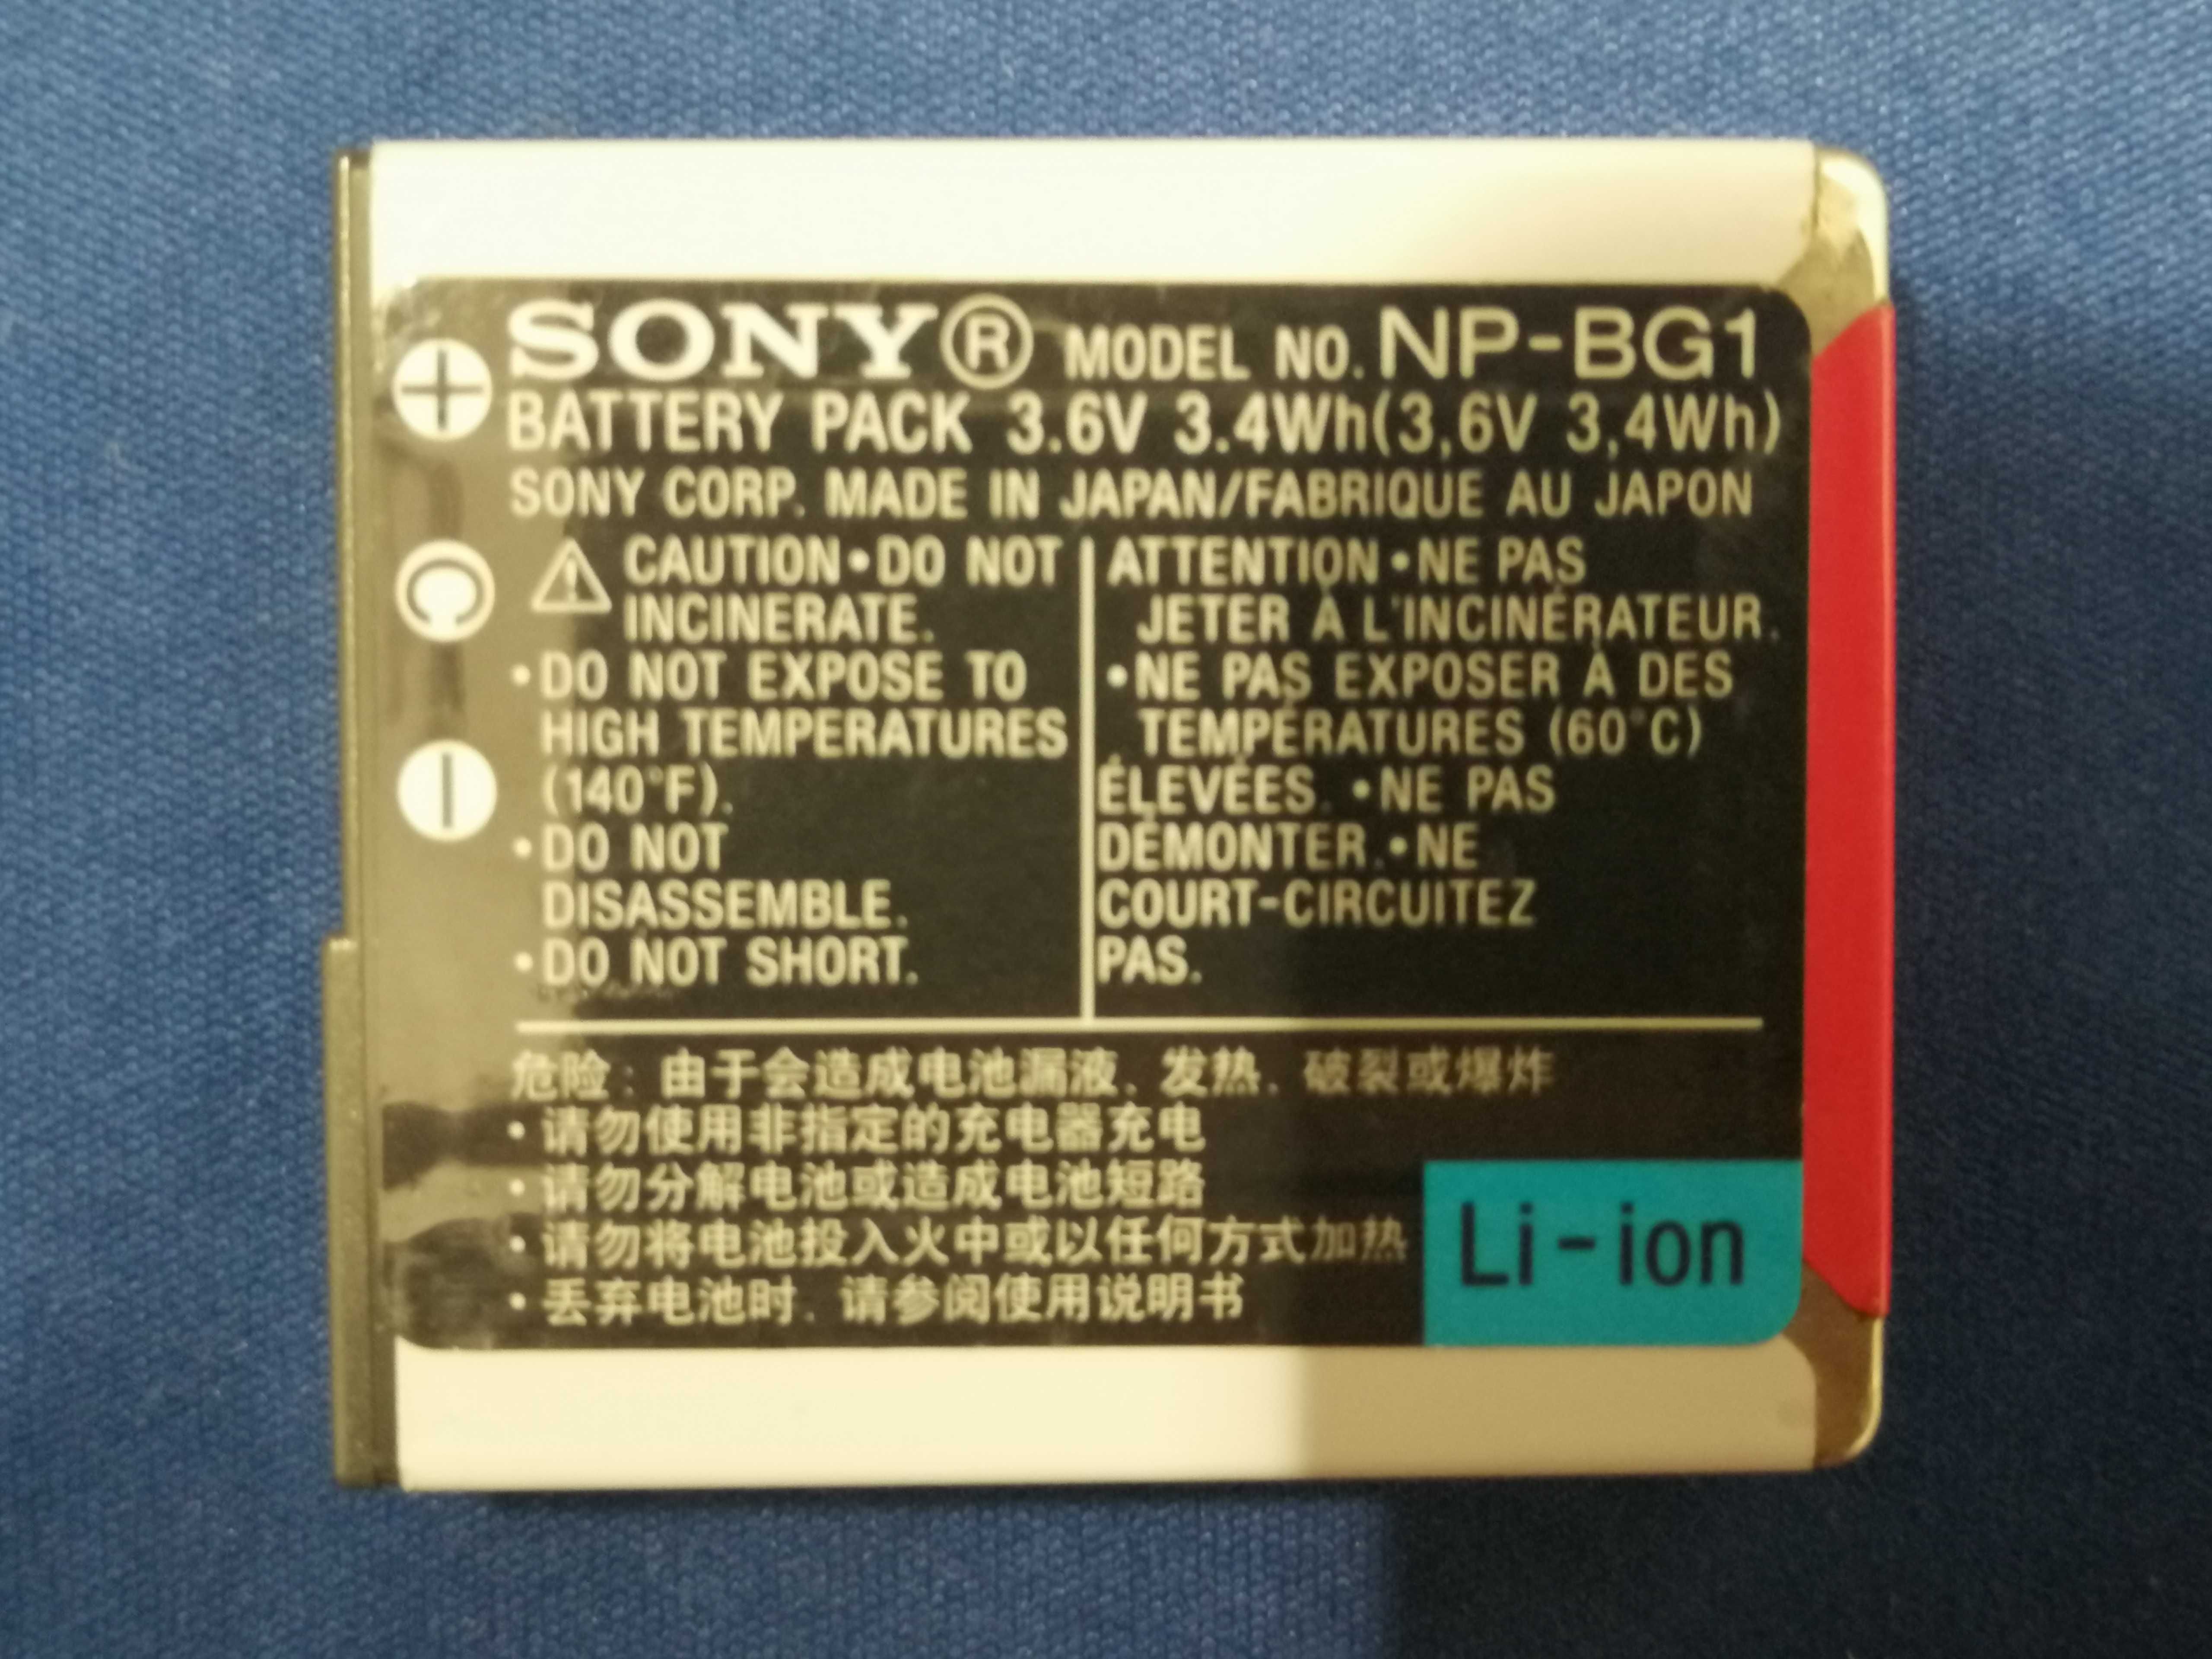 SONY® MODEL NO. NP-BG1
BATTERY PACK 3.6V 3.4Wh(3,6V 3,4Wh)
SONY CORP. MADE IN JAPAN/FABRIQUE AU JAPON
+
C
−
CAUTION•DO NOT
INCINERATE.
•DO NOT EXPOSE TO
HIGH TEMPERATURES
(140°F).
•DO NOT
DISASSEMBLE.
•DO NOT SHORT.
ATTENTION•NE PAS
JETER À L'INCINÉRATEUR.
•NE PAS EXPOSER À DES
TEMPÉRATURES (60°C)
ÉLEVÉES. •NE PAS
DÉMONTER.•NE
COURT-CIRCUITEZ
PAS.
危险: 由于会造成电池漏液、发热、破裂或爆炸
•请勿使用非指定的充电器充电
•请勿分解电池或造成电池短路
•请勿将电池投入火中或以任何方式加热
•丢弃电池时, 请参阅使用说明书
Li-ion